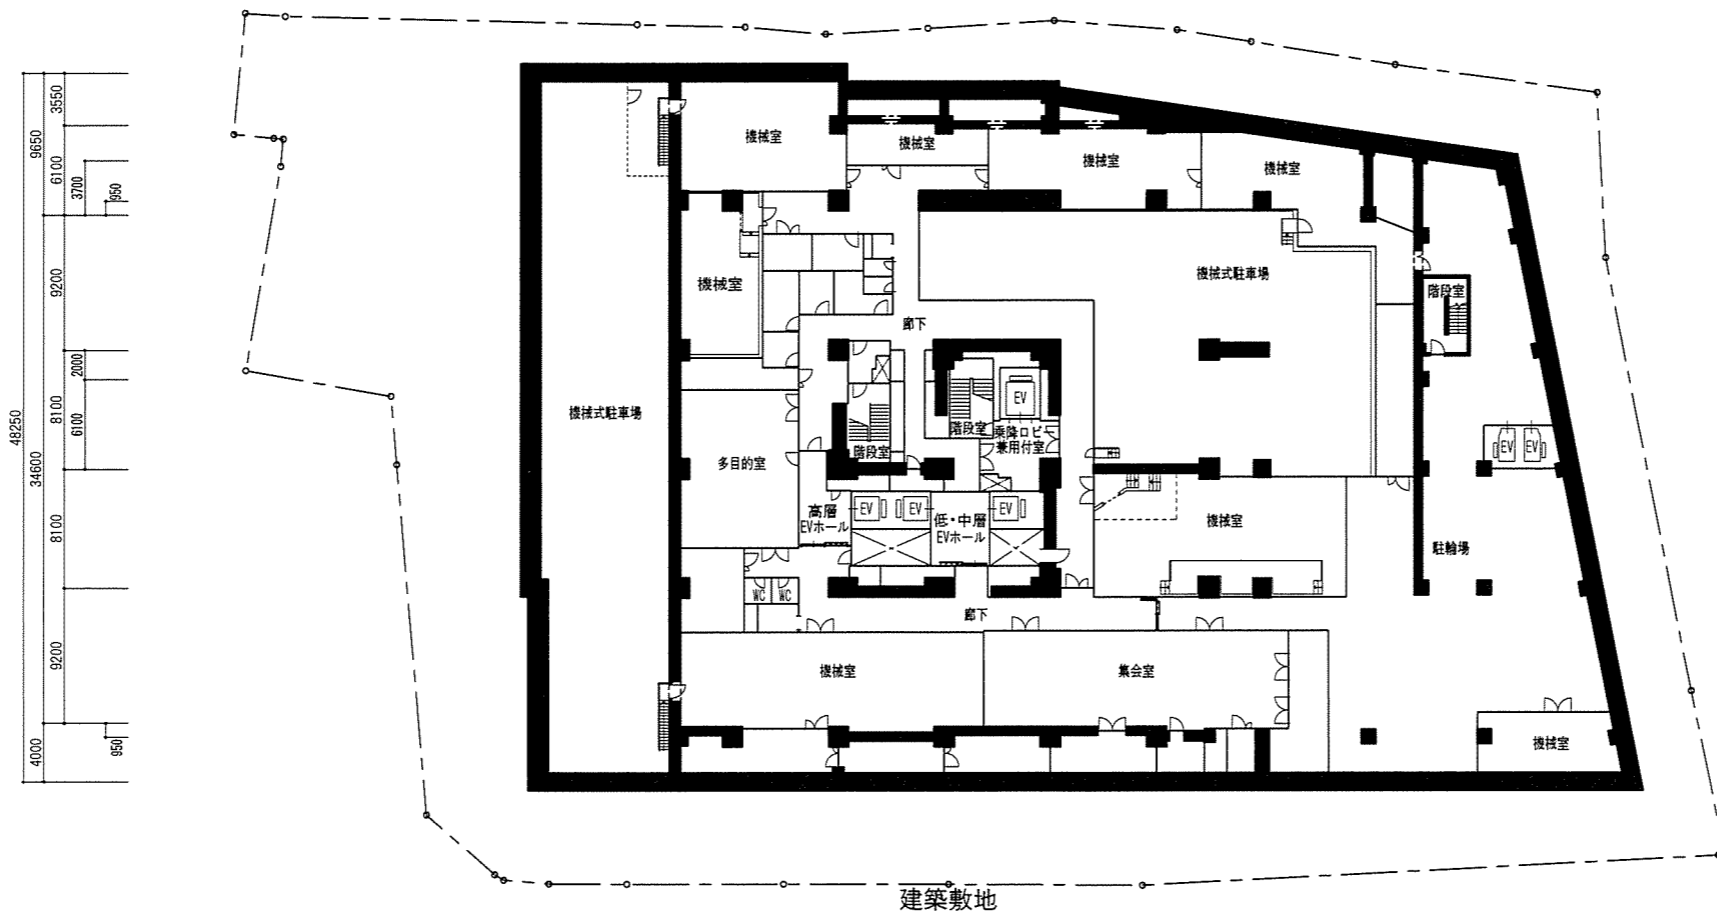 3550
9650
6100
3700
950
9200
2000
8100
6100
48250
34600
8100
9200
4000
950
機械室
機械室
機械室
機械室
機械室
機械式駐車場
階段室
廊下
機械式駐車場
EV
階段室
乗降ロビー
兼用付室
階段室
多目的室
EV
EV
高層
EVホール
EV
EV
低・中層
EVホール
EV
機械室
駐輪場
WC
WC
廊下
機械室
集会室
機械室
建築敷地